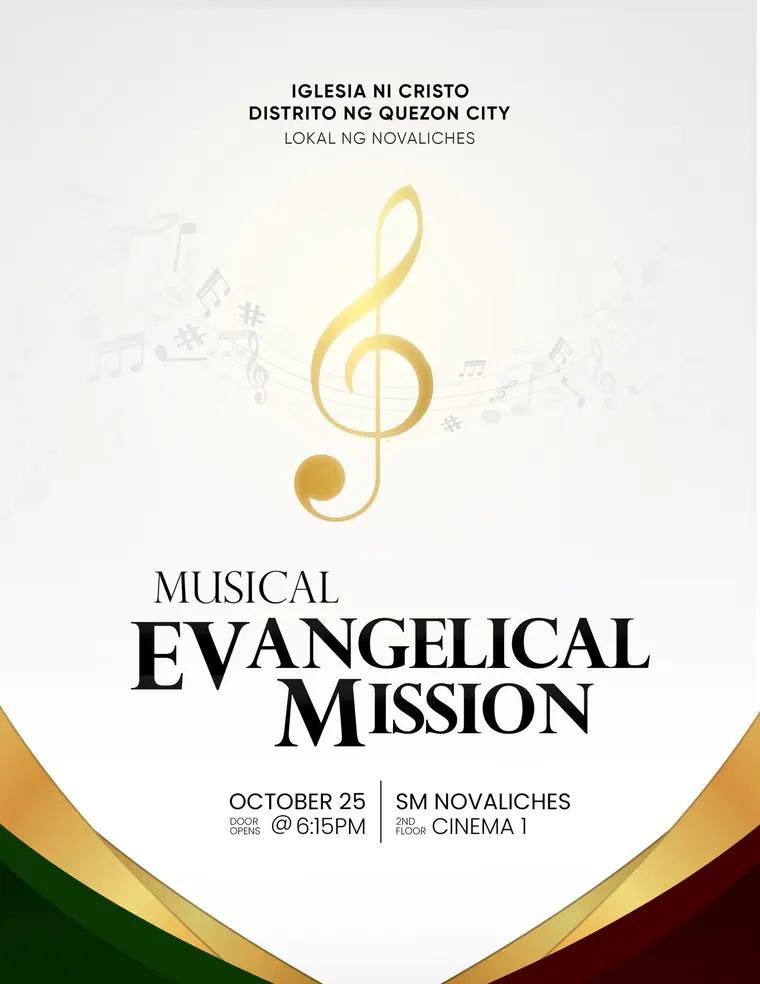 IGLESIA NI CRISTO
DISTRITO NG QUEZON CITY
LOKAL NG NOVALICHES
MUSICAL
EVANGELICAL
MISSION
OCTOBER 25
DOOR OPENS @ 6:15PM
SM NOVALICHES
2ND FLOOR CINEMA 1